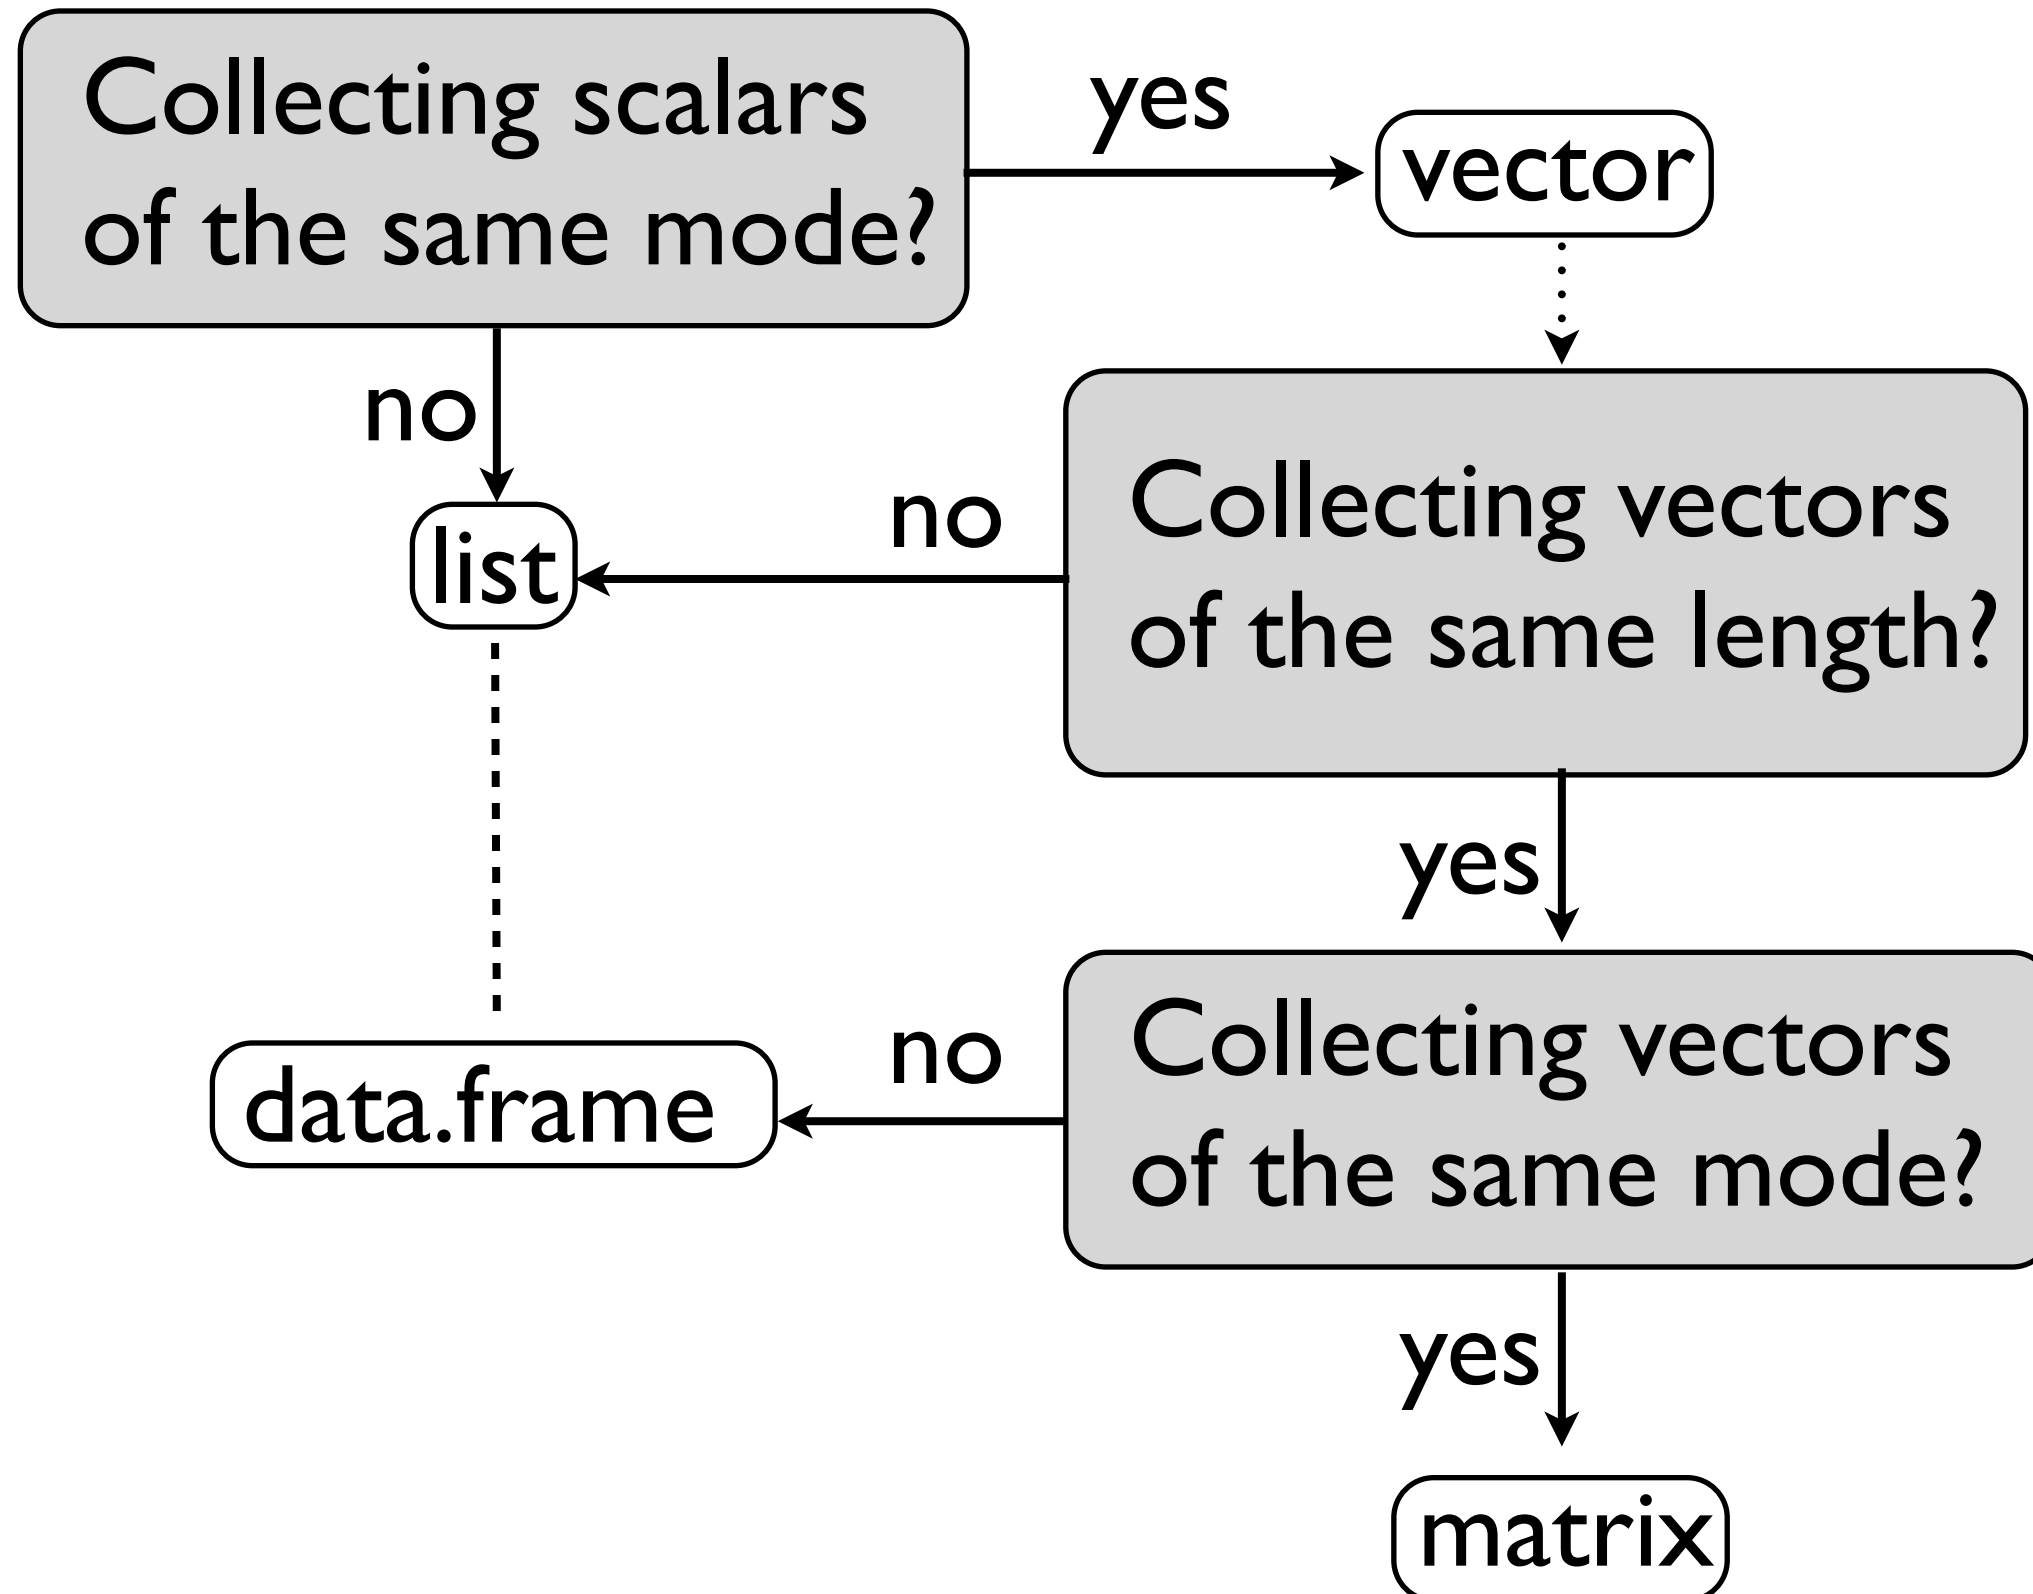 Collecting scalars
of the same mode?
yes
vector
no
list
no
Collecting vectors
of the same length?
yes
data.frame
no
Collecting vectors
of the same mode?
yes
matrix